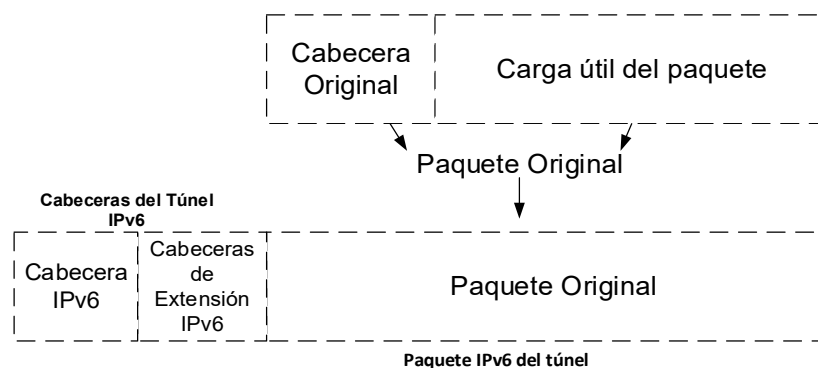 Cabecera
Original
Carga útil del paquete
Paquete Original
Cabeceras del Túnel
IPv6
Cabecera
IPv6
Cabeceras
de
Extensión
IPv6
Paquete Original
Paquete IPv6 del túnel